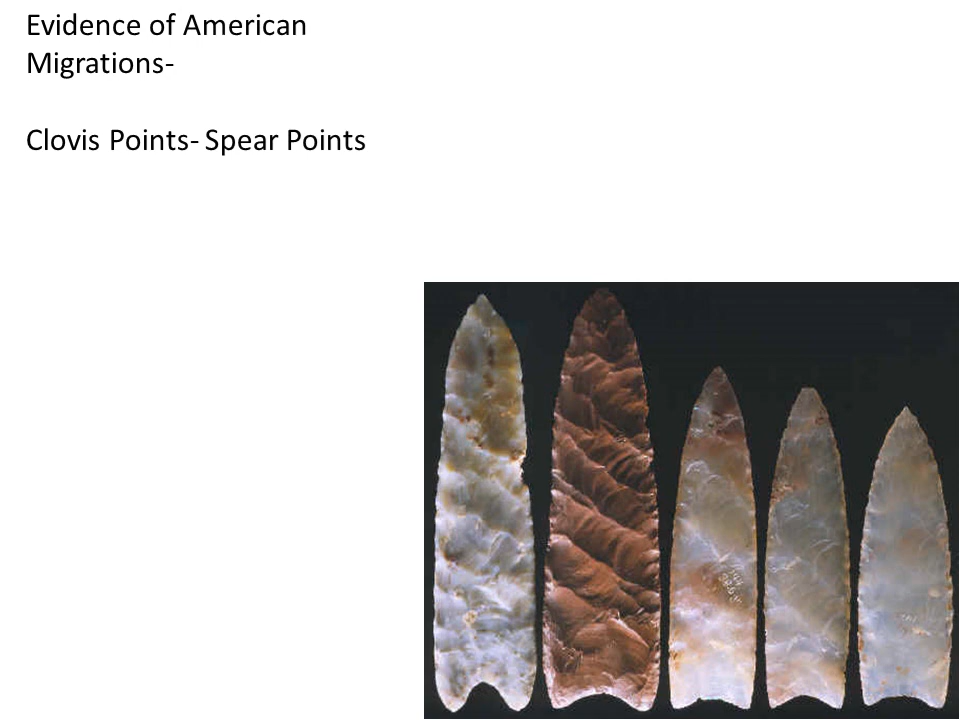 Evidence of American
Migrations-
Clovis Points- Spear Points